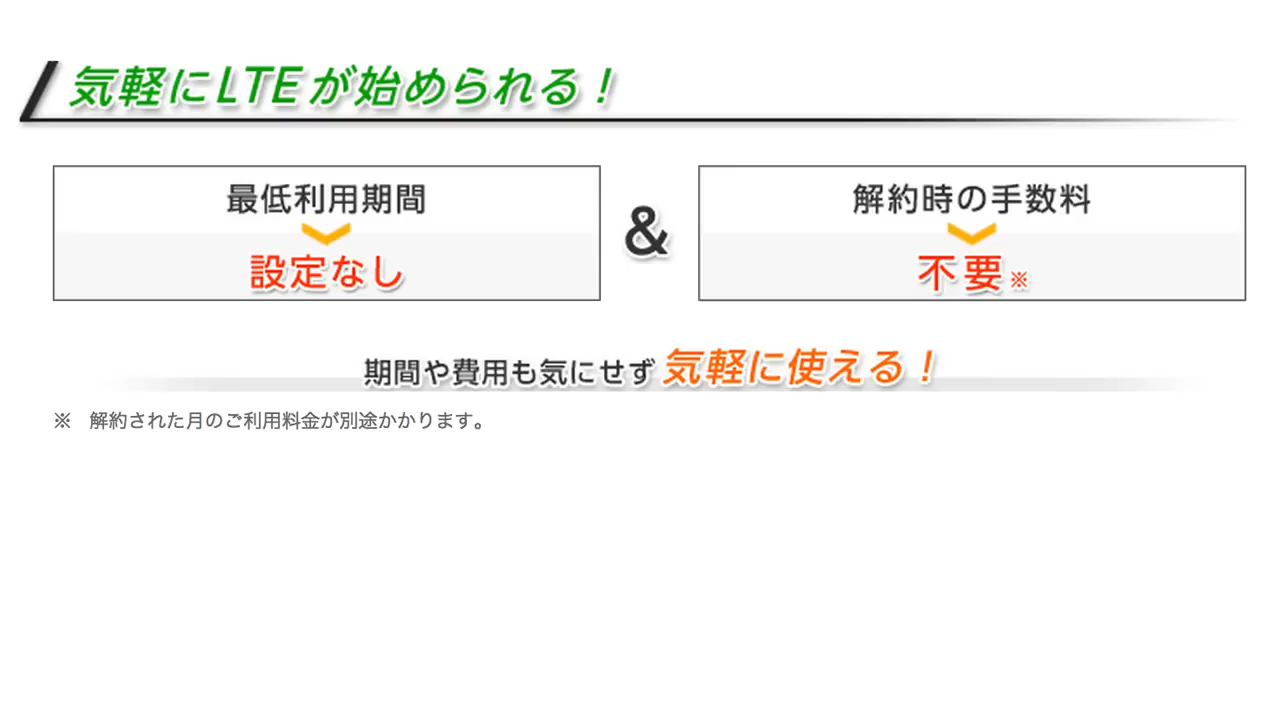 気軽にLTEが始められる！
最低利用期間
設定なし
&
解約時の手数料
不要※
期間や費用も気にせず 気軽に使える！
※　解約された月のご利用料金が別途かかります。